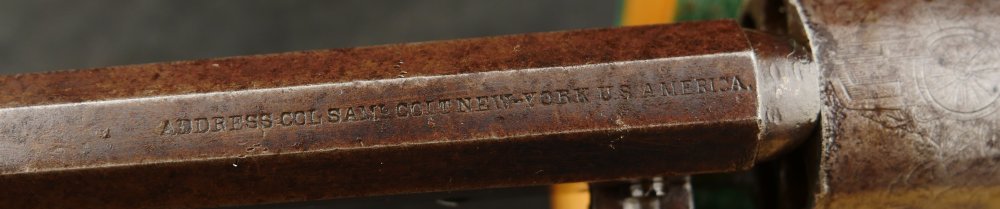 ADDRESS COL. SAML COLT NEW-YORK U.S. AMERICA.